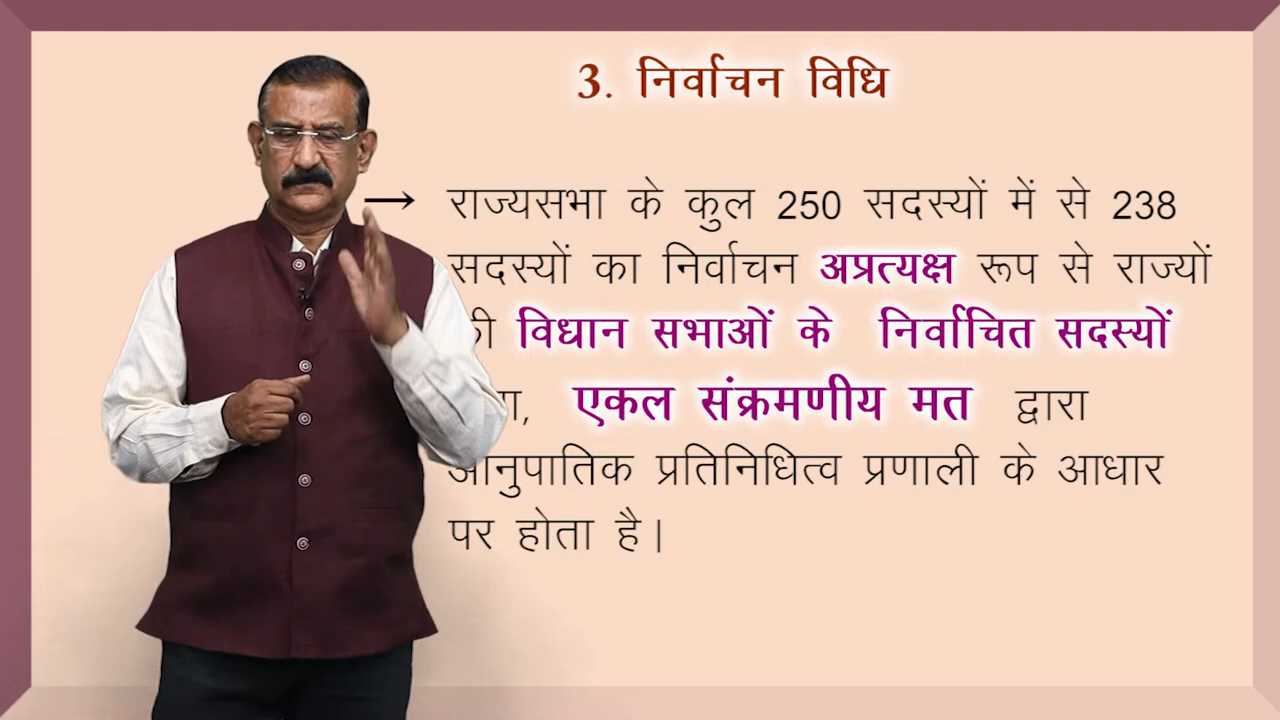 3. निर्वाचन विधि
→ राज्यसभा के कुल 250 सदस्यों में से 238
सदस्यों का निर्वाचन अप्रत्यक्ष रूप से राज्यों
विधान सभाओं के निर्वाचित सदस्यों
एकल संक्रमणीय मत द्वारा
आनुपातिक प्रतिनिधित्व प्रणाली के आधार
पर होता है।